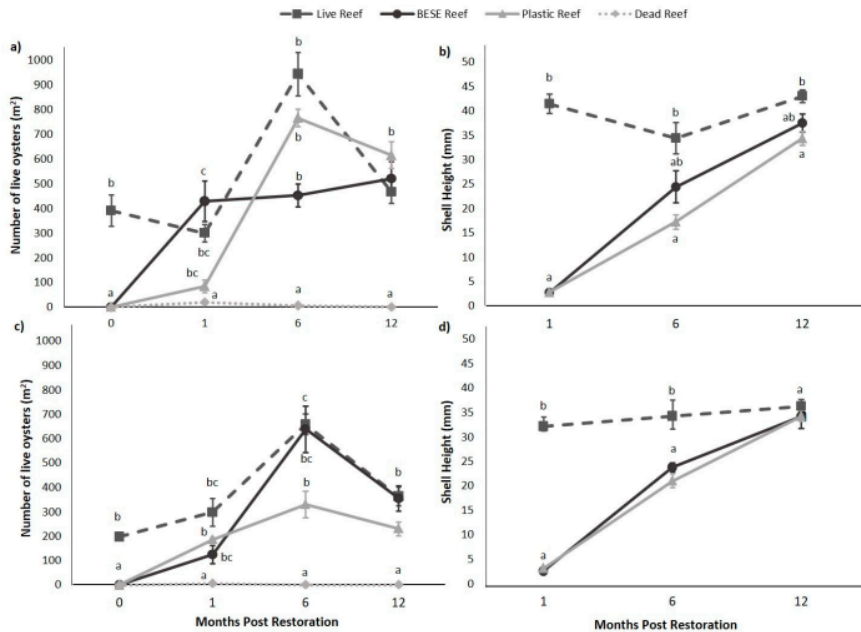 Live Reef BESE Reef Plastic Reef Dead Reef
a)
Number of live oysters (m²)
1000
900
800
700
600
500
400
300
200
100
0
b
a
c
bc
bc
a
b
b
b
a
b
a
0 1 6 12
b)
Shell Height (mm)
50
45
40
35
30
25
20
15
10
5
0
b
a
b
ab
a
b
ab
a
1 6 12
c)
Number of live oysters (m²)
1000
900
800
700
600
500
400
300
200
100
0
b
a
bc
b
bc
a
c
bc
b
a
b
a
0 1 6 12
Months Post Restoration
d)
Shell Height (mm)
50
45
40
35
30
25
20
15
10
5
0
b
a
b
a
a
1 6 12
Months Post Restoration